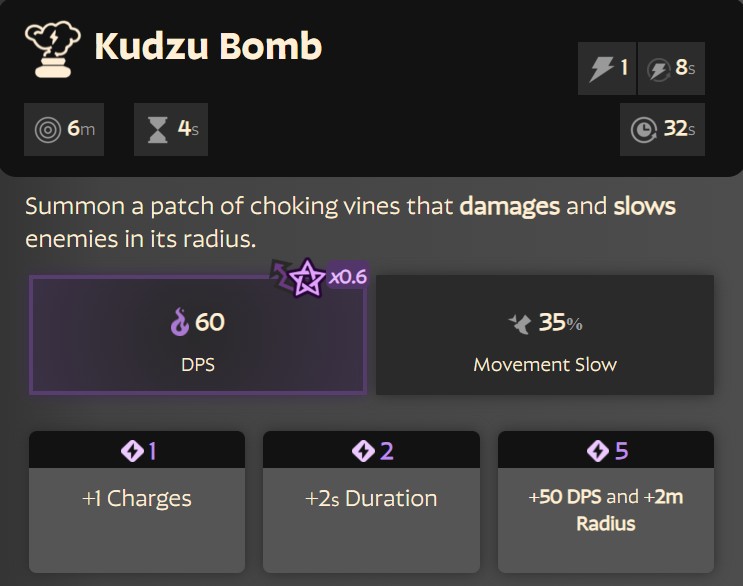 Kudzu Bomb
1
8s
6m
4s
32s
Summon a patch of choking vines that damages and slows
enemies in its radius.
x0.6
60
DPS
35%
Movement Slow
1
2
5
+1 Charges
+2s Duration
+50 DPS and +2m
Radius